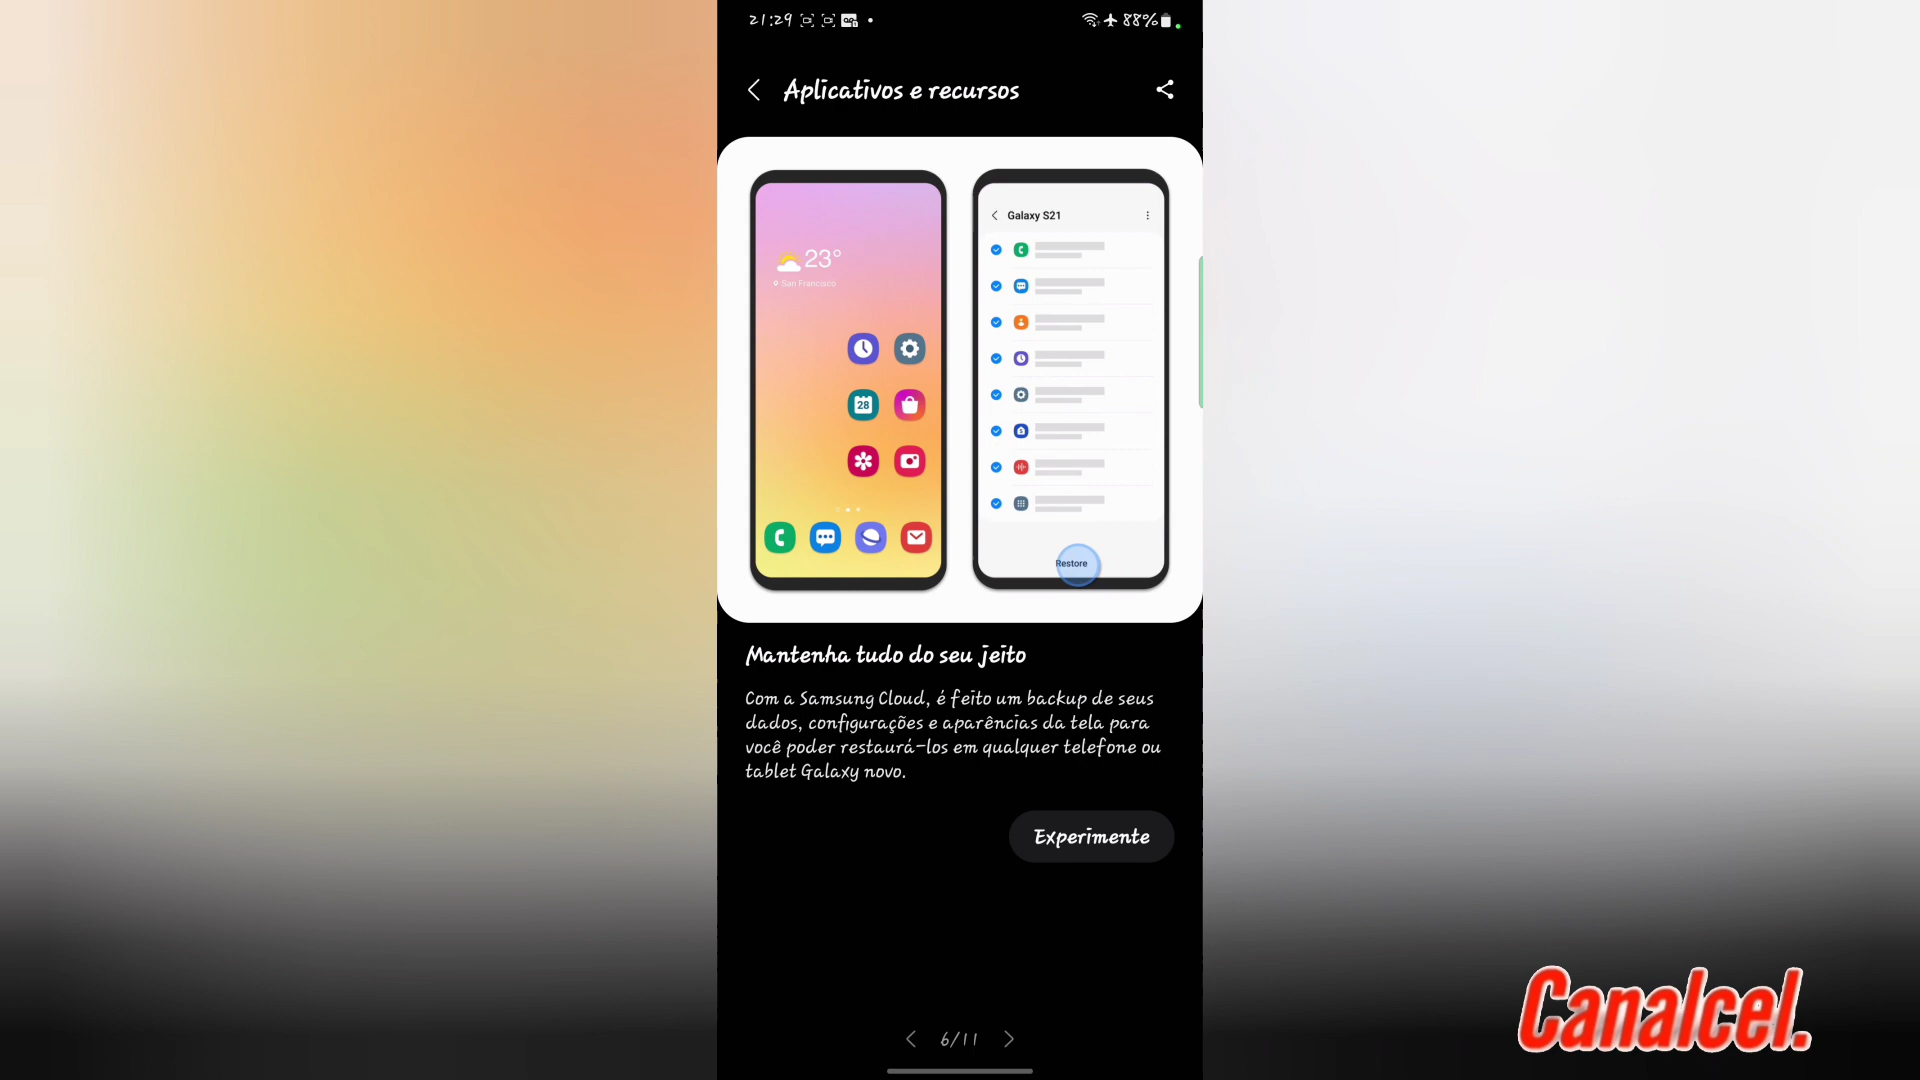 21:29
88%
Aplicativos e recursos
23°
San Francisco
28
Galaxy S21
Restore
Mantenha tudo do seu jeito
Com a Samsung Cloud, é feito um backup de seus
dados, configurações e aparências da tela para
você poder restaurá-los em qualquer telefone ou
tablet Galaxy novo.
Experimente
6/11
Canalcel.